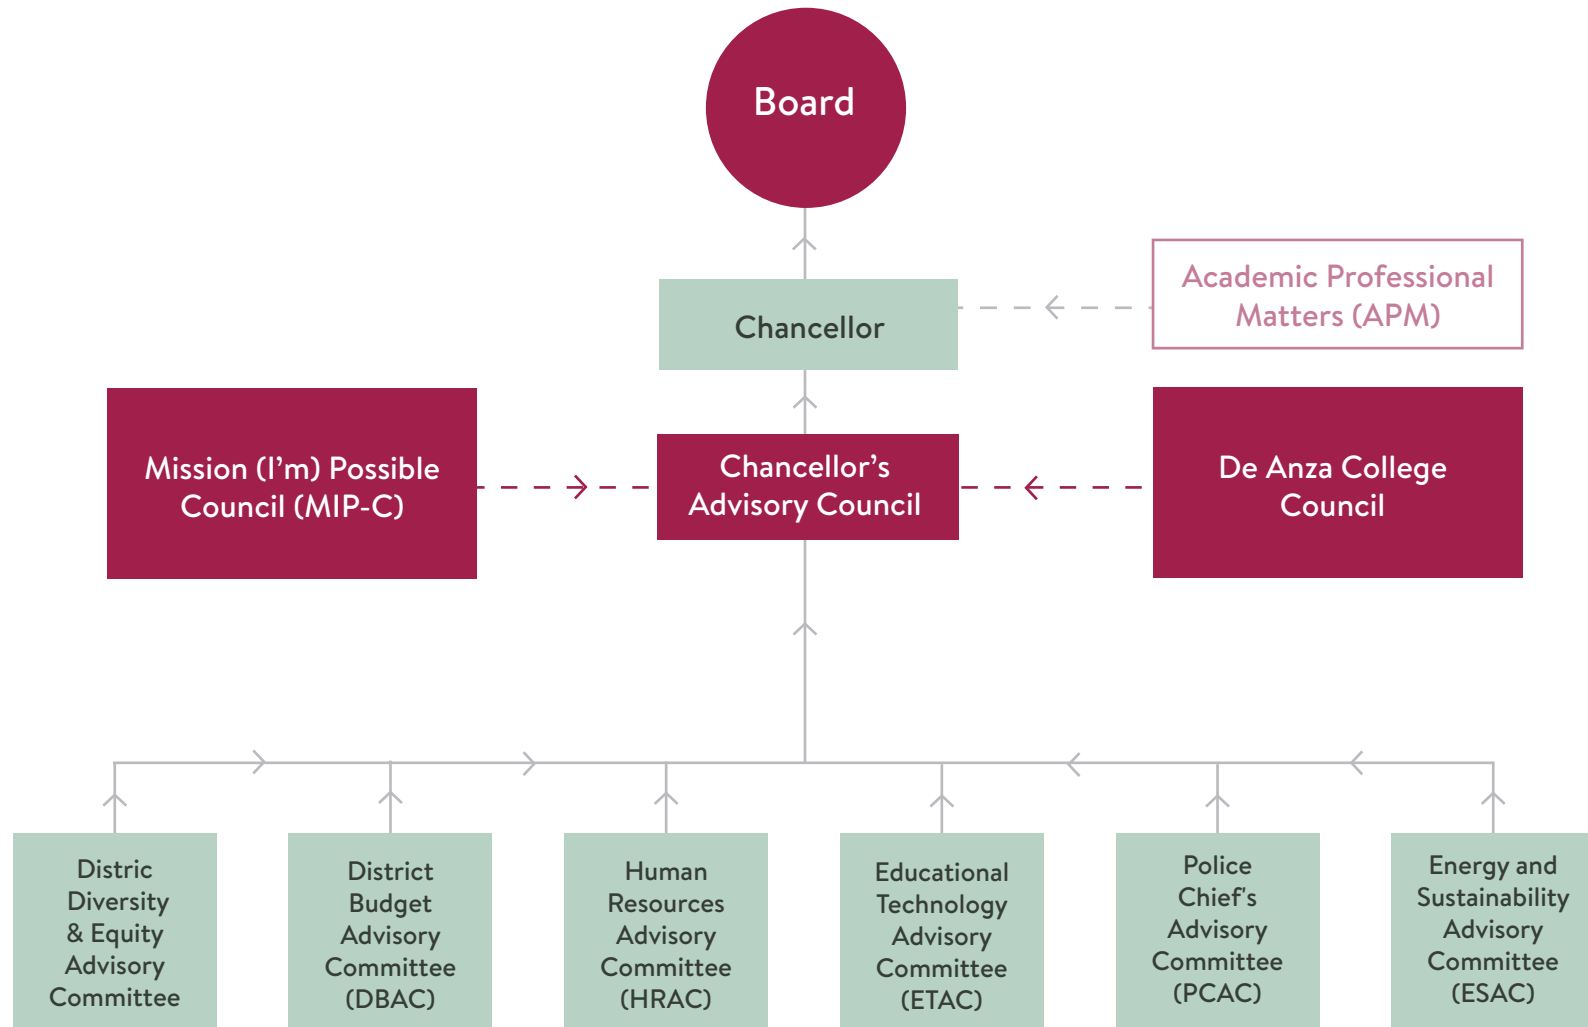 Board
Chancellor
Academic Professional
Matters (APM)
Mission (I'm) Possible
Council (MIP-C)
Chancellor's
Advisory Council
De Anza College
Council
Distric
Diversity
& Equity
Advisory
Committee
District
Budget
Advisory
Committee
(DBAC)
Human
Resources
Advisory
Committee
(HRAC)
Educational
Technology
Advisory
Committee
(ETAC)
Police
Chief's
Advisory
Committee
(PCAC)
Energy and
Sustainability
Advisory
Committee
(ESAC)